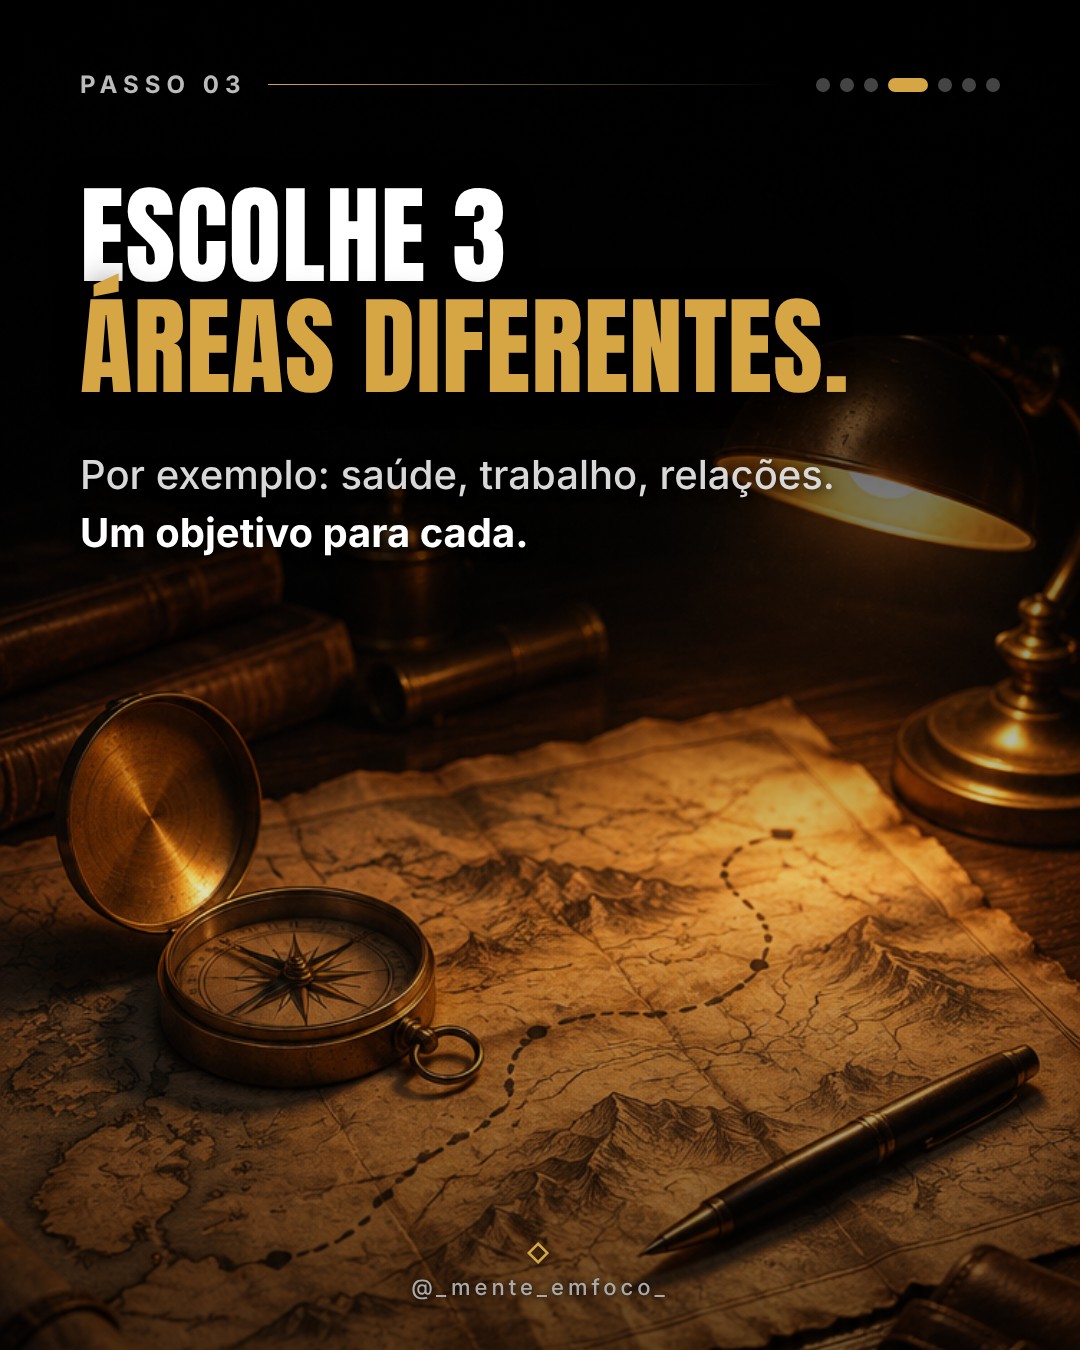 PASSO 03
ESCOLHE 3
ÁREAS DIFERENTES.
Por exemplo: saúde, trabalho, relações.
Um objetivo para cada.
@_mente_emfoco_